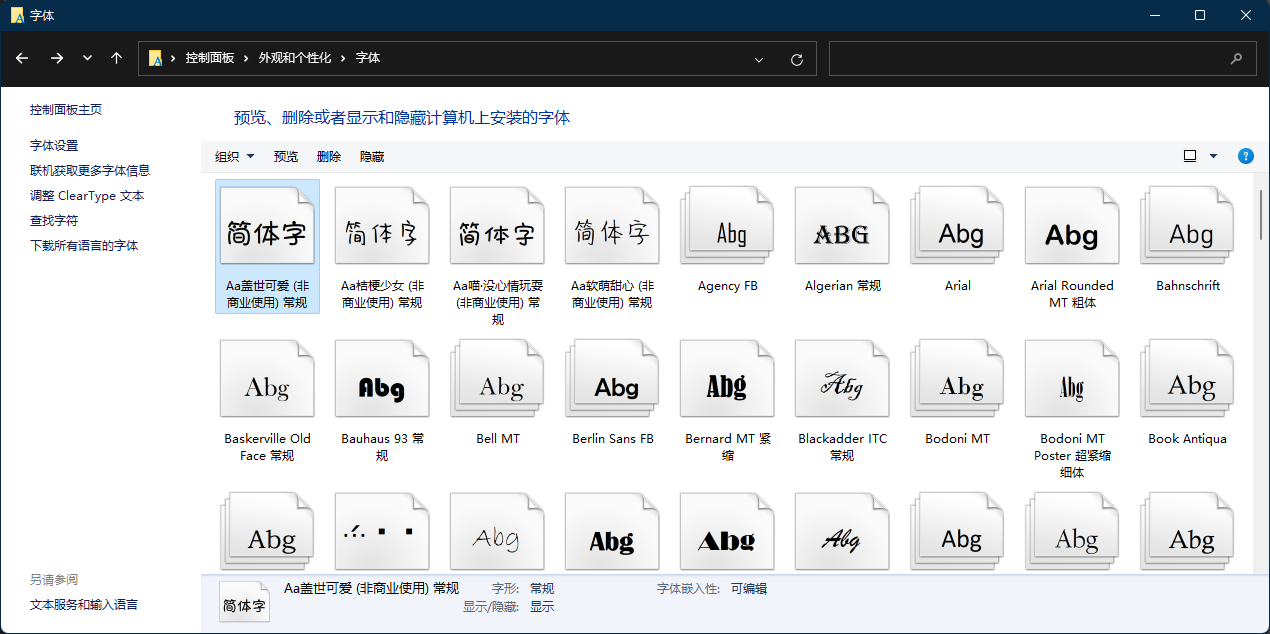 字体
控制面板 › 外观和个性化 › 字体
控制面板主页
字体设置
联机获取更多字体信息
调整 ClearType 文本
查找字符
下载所有语言的字体
另请参阅
文本服务和输入语言
预览、删除或者显示和隐藏计算机上安装的字体
组织 预览 删除 隐藏
?
简体字 简体字 简体字 简体字 Abg ABG Abg Abg Abg
Aa盖世可爱 (非
商业使用) 常规
Aa桔梗少女 (非
商业使用) 常规
Aa喵·没心情玩耍
(非商业使用) 常
规
Aa软萌甜心 (非
商业使用) 常规
Agency FB
Algerian 常规
Arial
Arial Rounded
MT 粗体
Bahnschrift
Abg Abg Abg Abg Abg Abg Abg Abg Abg
Baskerville Old
Face 常规
Bauhaus 93 常
规
Bell MT
Berlin Sans FB
Bernard MT 紧
缩
Blackadder ITC
常规
Bodoni MT
Bodoni MT
Poster 超紧缩
细体
Book Antiqua
Abg Abg Abg Abg Abg Abg Abg Abg
简体字
Aa盖世可爱 (非商业使用) 常规
字形: 常规
显示/隐藏: 显示
字体嵌入性: 可编辑